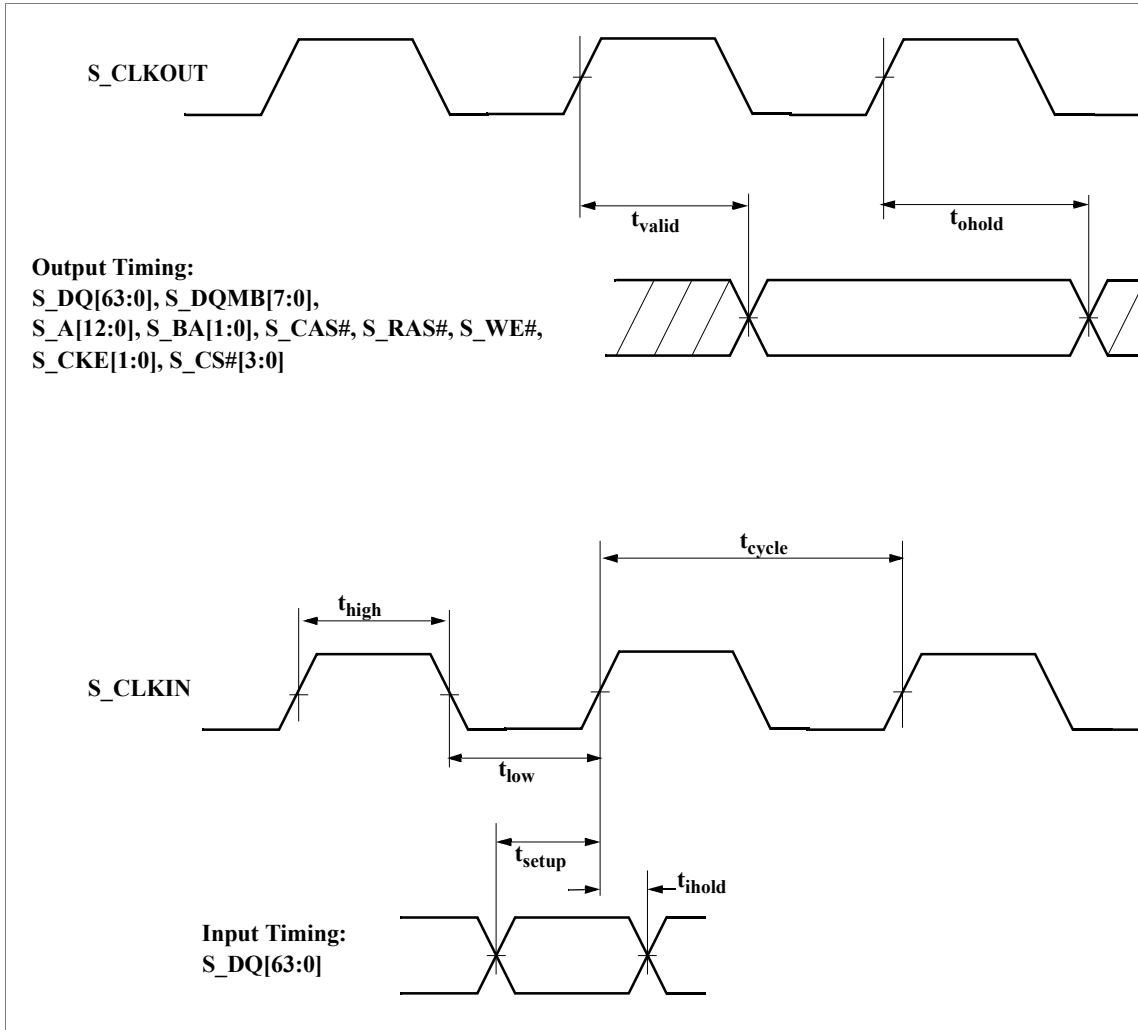 S_CLKOUT
t_valid
t_ohold
Output Timing:
S_DQ[63:0], S_DQMB[7:0],
S_A[12:0], S_BA[1:0], S_CAS#, S_RAS#, S_WE#,
S_CKE[1:0], S_CS#[3:0]
t_cycle
t_high
S_CLKIN
t_low
t_setup
t_ihold
Input Timing:
S_DQ[63:0]